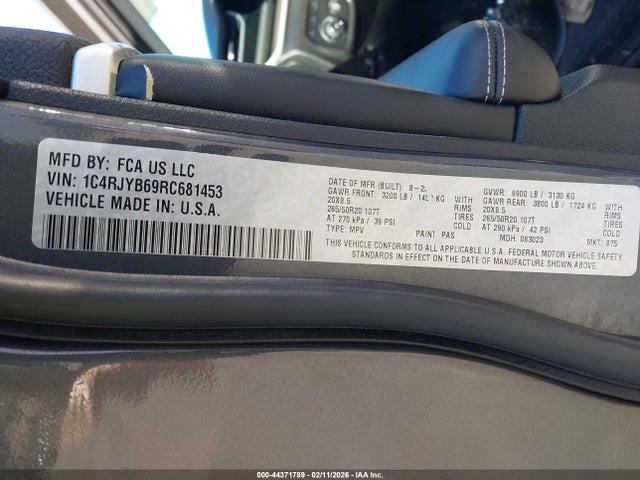 MFD BY: FCA US LLC
VIN: 1C4RJYB69RC681453
VEHICLE MADE IN: U.S.A.
DATE OF MFR (BUILT): 8-2
GAWR FRONT: 3200 LB / KG WITH
20X8.5 RIMS
265/50R20 107T TIRES
AT 270 kPa / 39 PSI COLD
TYPE: MPV PAINT PAS
GVWR: 6900 LB / 3130 KG
GAWR REAR: 3800 LB / 1724 KG WITH
20X8.5 RIMS
265/50R20 107T TIRES
AT 290 kPa / 42 PSI COLD
MDH: 083023 MKT: 875
THIS VEHICLE CONFORMS TO ALL APPLICABLE U.S.A. FEDERAL MOTOR VEHICLE SAFETY
STANDARDS IN EFFECT ON THE DATE OF MANUFACTURE SHOWN ABOVE.
000-44371789 - 02/11/2026 - IAA Inc.